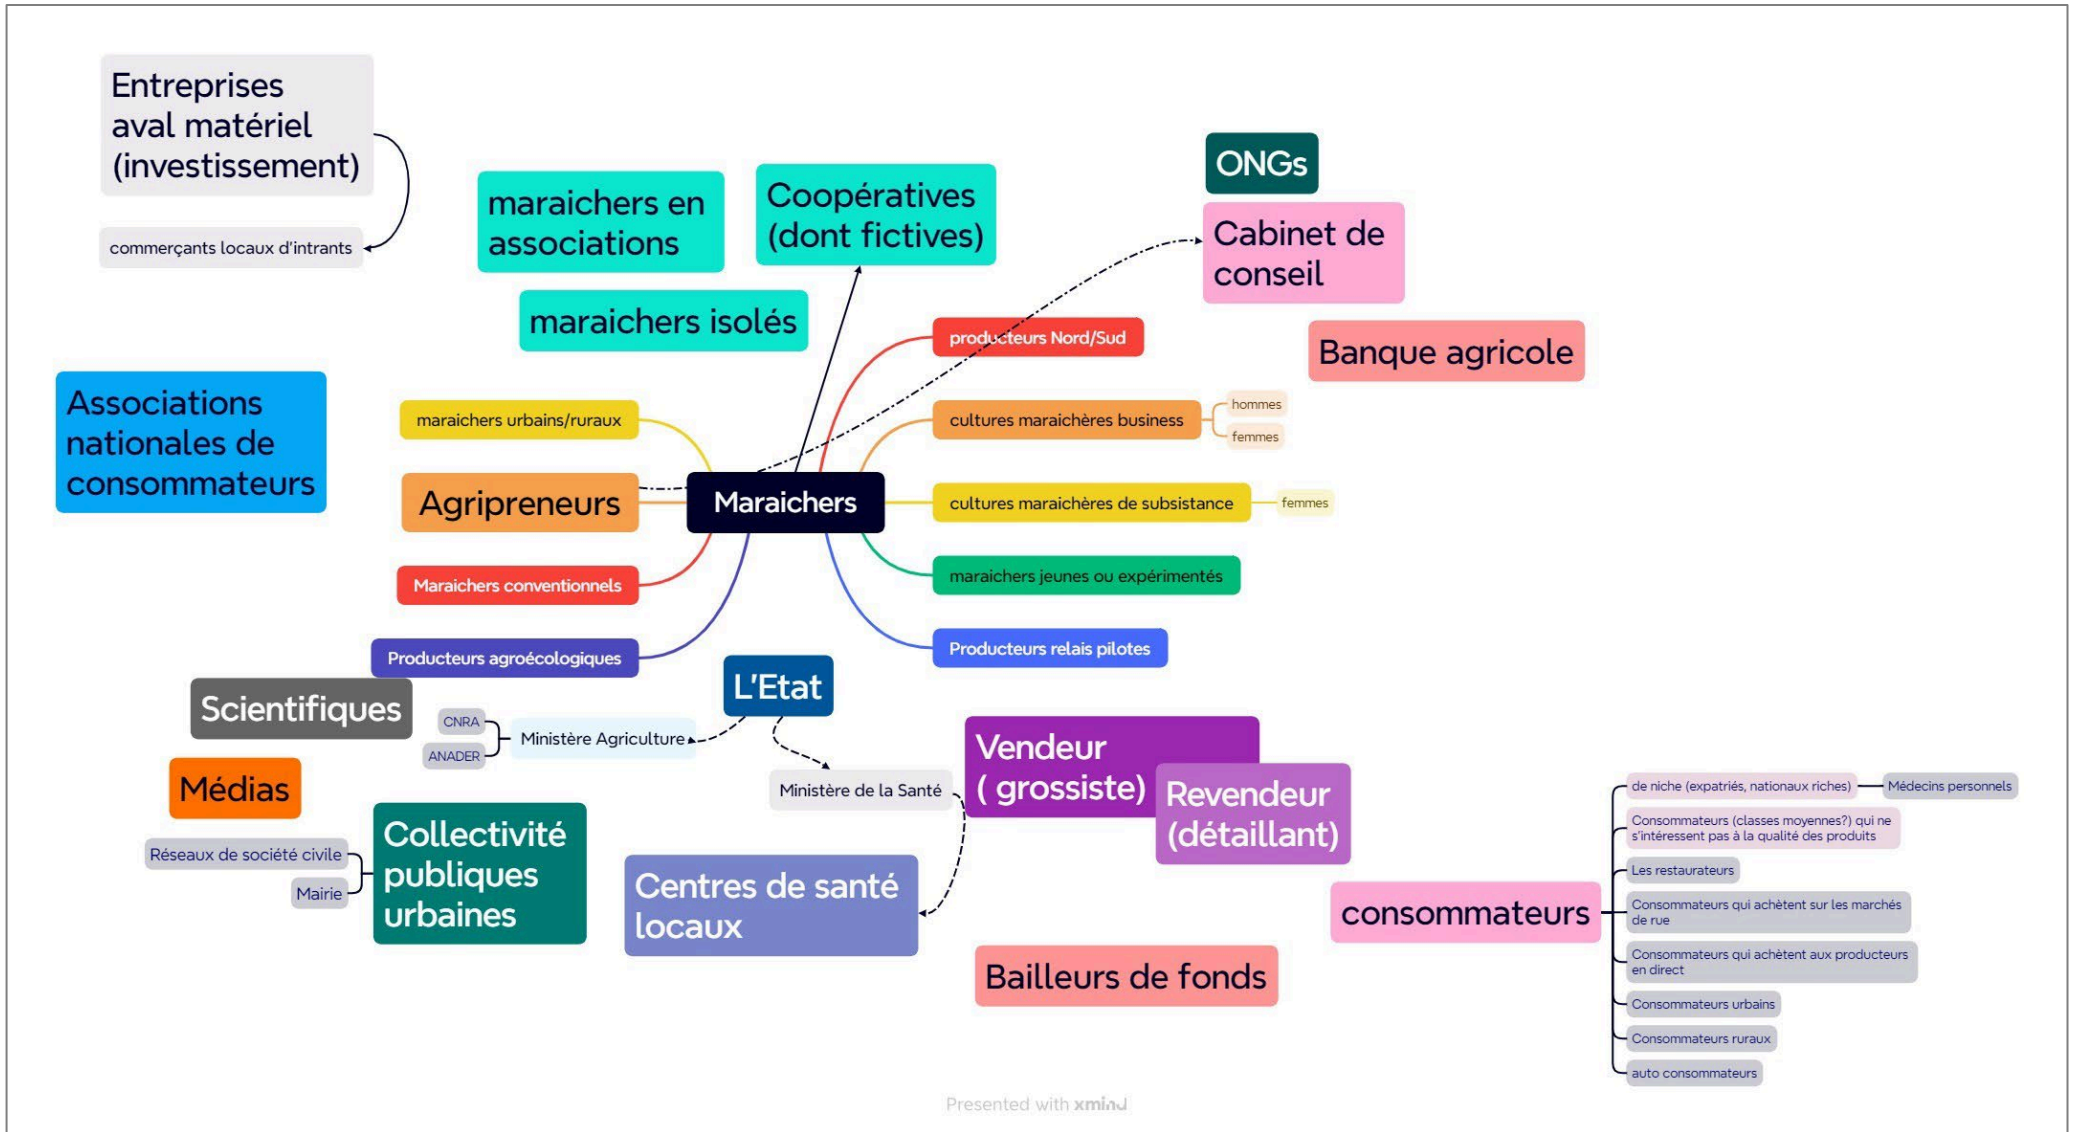 Entreprises
aval matériel
(investissement)
commerçants locaux d'intrants
maraichers en
associations
Coopératives
(dont fictives)
maraichers isolés
ONGs
Cabinet de
conseil
Banque agricole
Associations
nationales de
consommateurs
maraichers urbains/ruraux
Agripreneurs
Maraichers conventionnels
Producteurs agroécologiques
Maraichers
producteurs Nord/Sud
cultures maraichères business
hommes
femmes
cultures maraichères de subsistance
femmes
maraichers jeunes ou expérimentés
Producteurs relais pilotes
Scientifiques
Médias
L'Etat
Ministère Agriculture
CNRA
ANADER
Ministère de la Santé
Collectivité
publiques
urbaines
Réseaux de société civile
Mairie
Centres de santé
locaux
Vendeur
( grossiste)
Revendeur
(détaillant)
Bailleurs de fonds
consommateurs
de niche (expatriés, nationaux riches)
Médecins personnels
Consommateurs (classes moyennes?) qui ne
s'intéressent pas à la qualité des produits
Les restaurateurs
Consommateurs qui achètent sur les marchés
de rue
Consommateurs qui achètent aux producteurs
en direct
Consommateurs urbains
Consommateurs ruraux
auto consommateurs
Presented with xmind